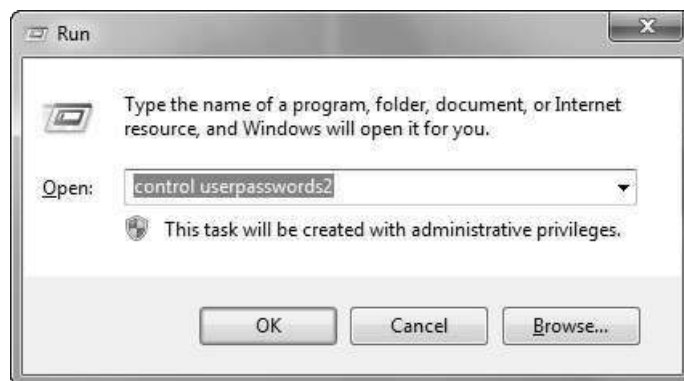 Run
Type the name of a program, folder, document, or Internet
resource, and Windows will open it for you.
Open: control userpasswords2
This task will be created with administrative privileges.
OK Cancel Browse...